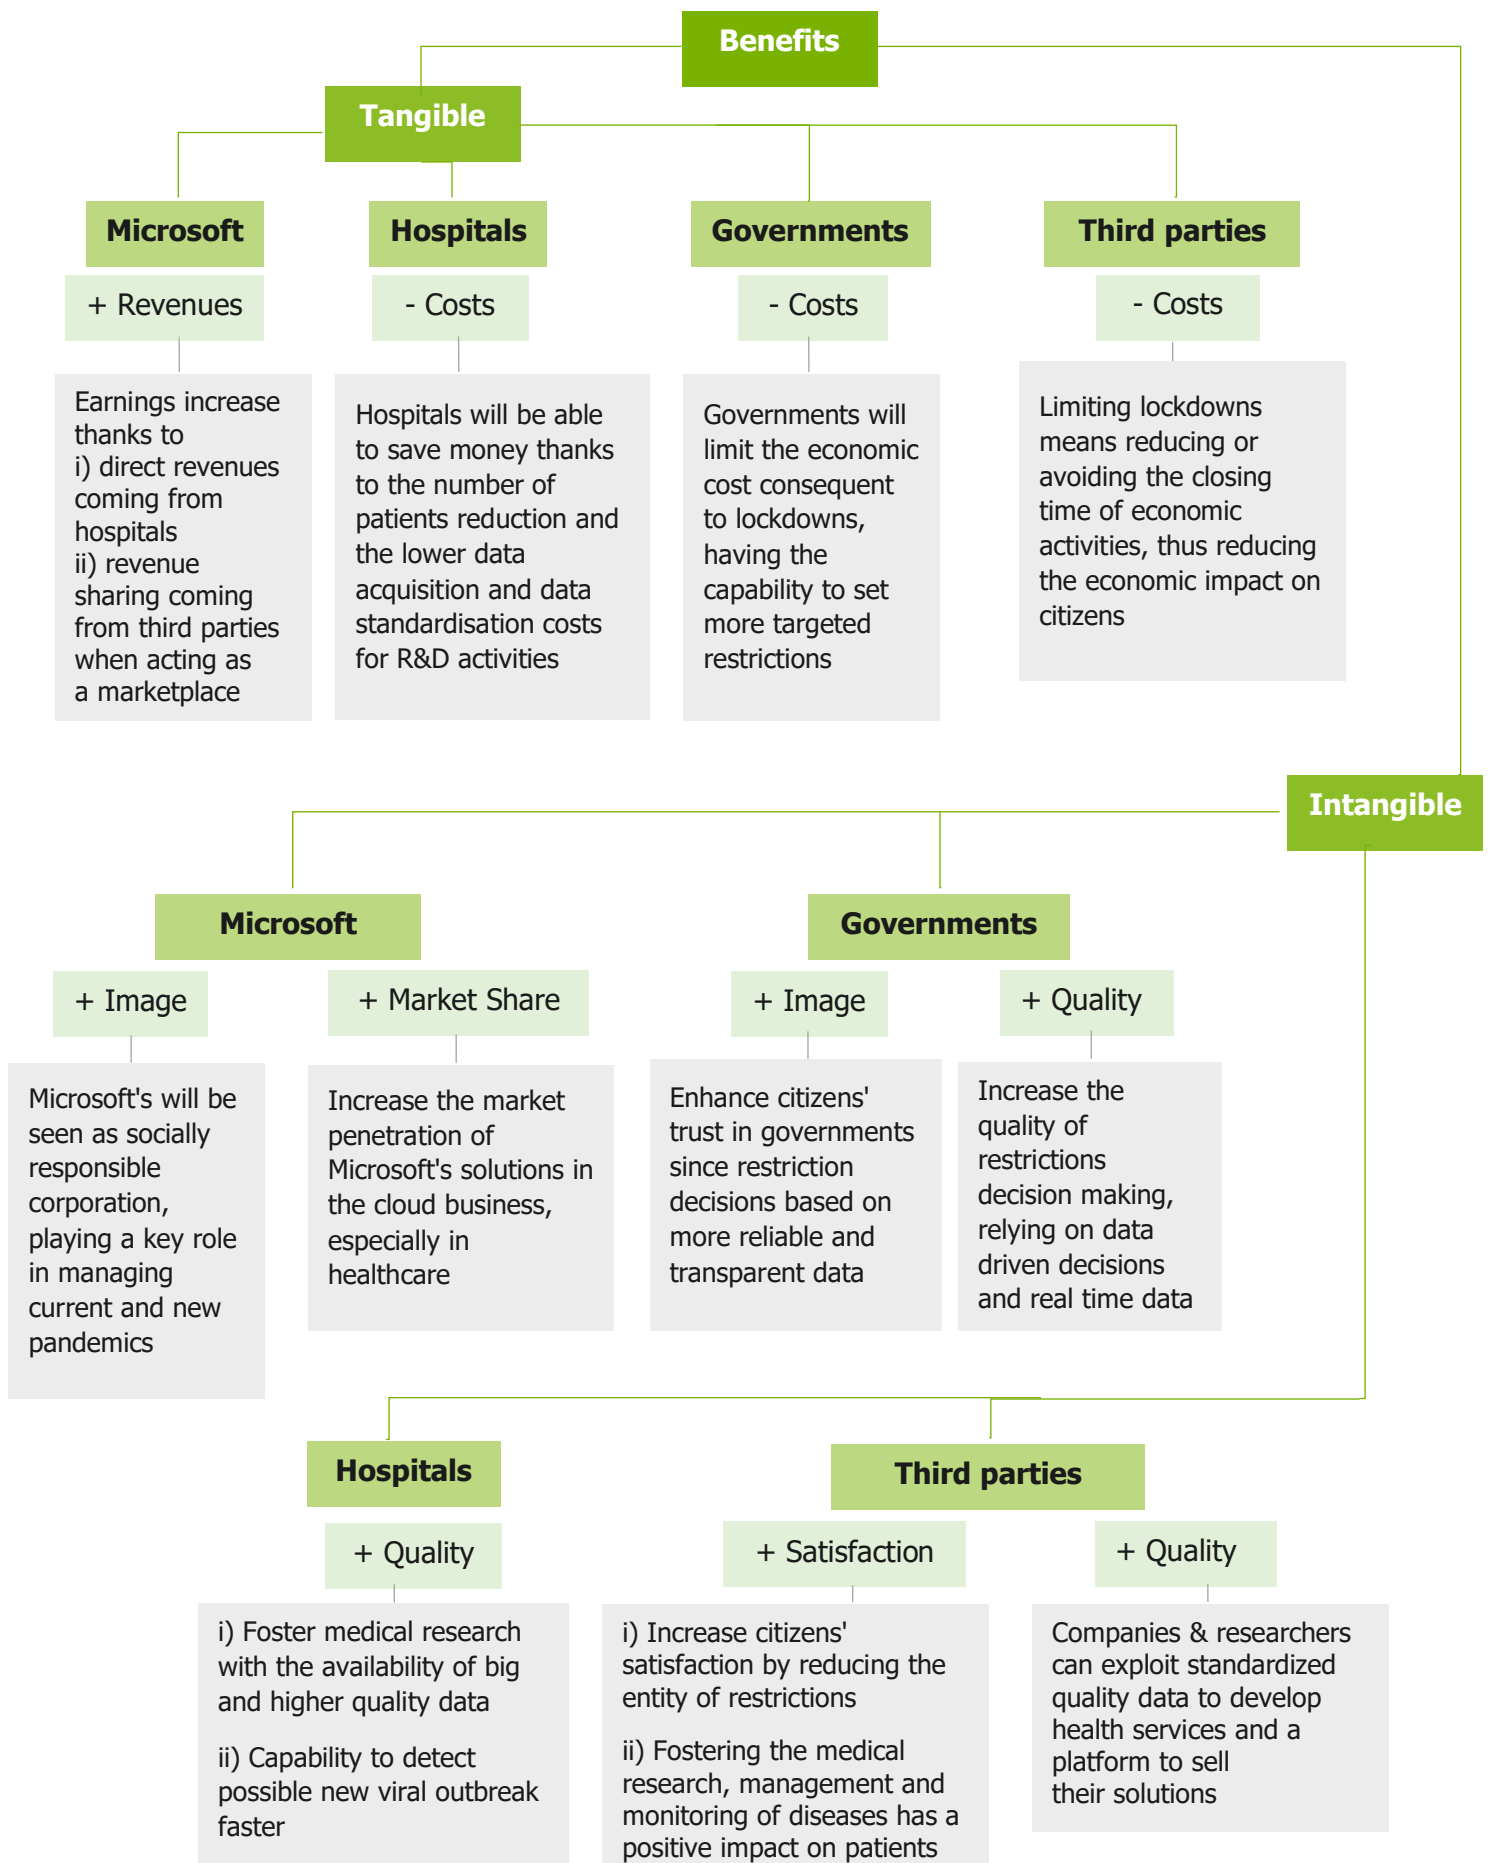 Benefits
Tangible
Microsoft
Hospitals
Governments
Third parties
+ Revenues
- Costs
- Costs
- Costs
Earnings increase
thanks to
i) direct revenues
coming from
hospitals
ii) revenue
sharing coming
from third parties
when acting as
a marketplace
Hospitals will be able
to save money thanks
to the number of
patients reduction and
the lower data
acquisition and data
standardisation costs
for R&D activities
Governments will
limit the economic
cost consequent
to lockdowns,
having the
capability to set
more targeted
restrictions
Limiting lockdowns
means reducing or
avoiding the closing
time of economic
activities, thus reducing
the economic impact on
citizens
Intangible
Microsoft
Governments
+ Image
+ Market Share
+ Image
+ Quality
Microsoft's will be
seen as socially
responsible
corporation,
playing a key role
in managing
current and new
pandemics
Increase the market
penetration of
Microsoft's solutions in
the cloud business,
especially in
healthcare
Enhance citizens'
trust in governments
since restriction
decisions based on
more reliable and
transparent data
Increase the
quality of
restrictions
decision making,
relying on data
driven decisions
and real time data
Hospitals
Third parties
+ Quality
+ Satisfaction
+ Quality
i) Foster medical research
with the availability of big
and higher quality data
ii) Capability to detect
possible new viral outbreak
faster
i) Increase citizens'
satisfaction by reducing the
entity of restrictions
ii) Fostering the medical
research, management and
monitoring of diseases has a
positive impact on patients
Companies & researchers
can exploit standardized
quality data to develop
health services and a
platform to sell
their solutions